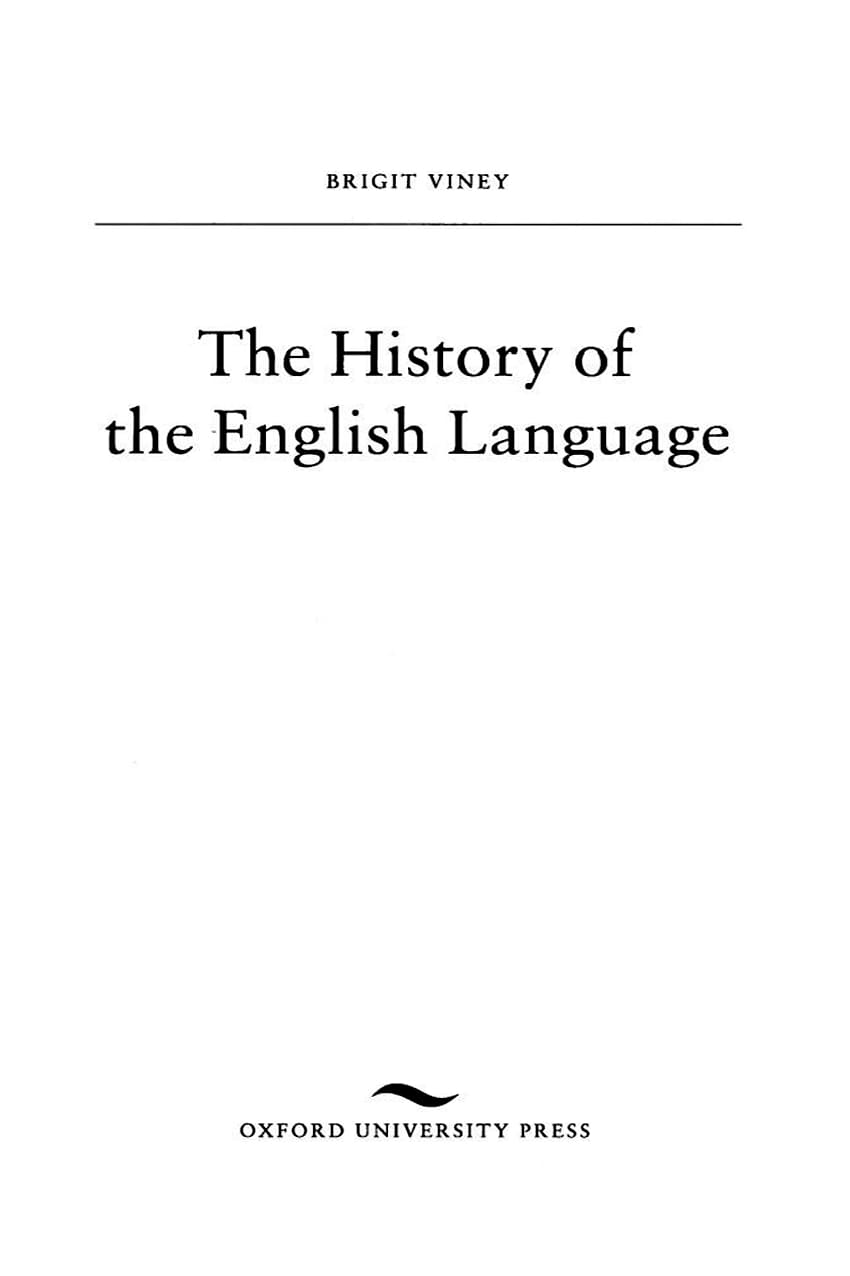 BRIGIT VINEY
The History of
the English Language
OXFORD UNIVERSITY PRESS